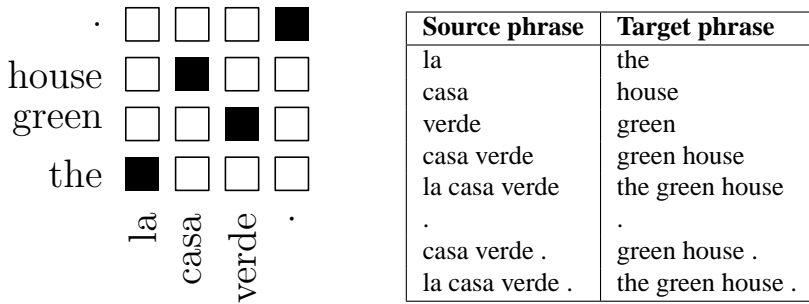 .
house
green
the
la casa verde .
Source phrase Target phrase
la the
casa house
verde green
casa verde green house
la casa verde the green house
. .
casa verde . green house .
la casa verde . the green house .